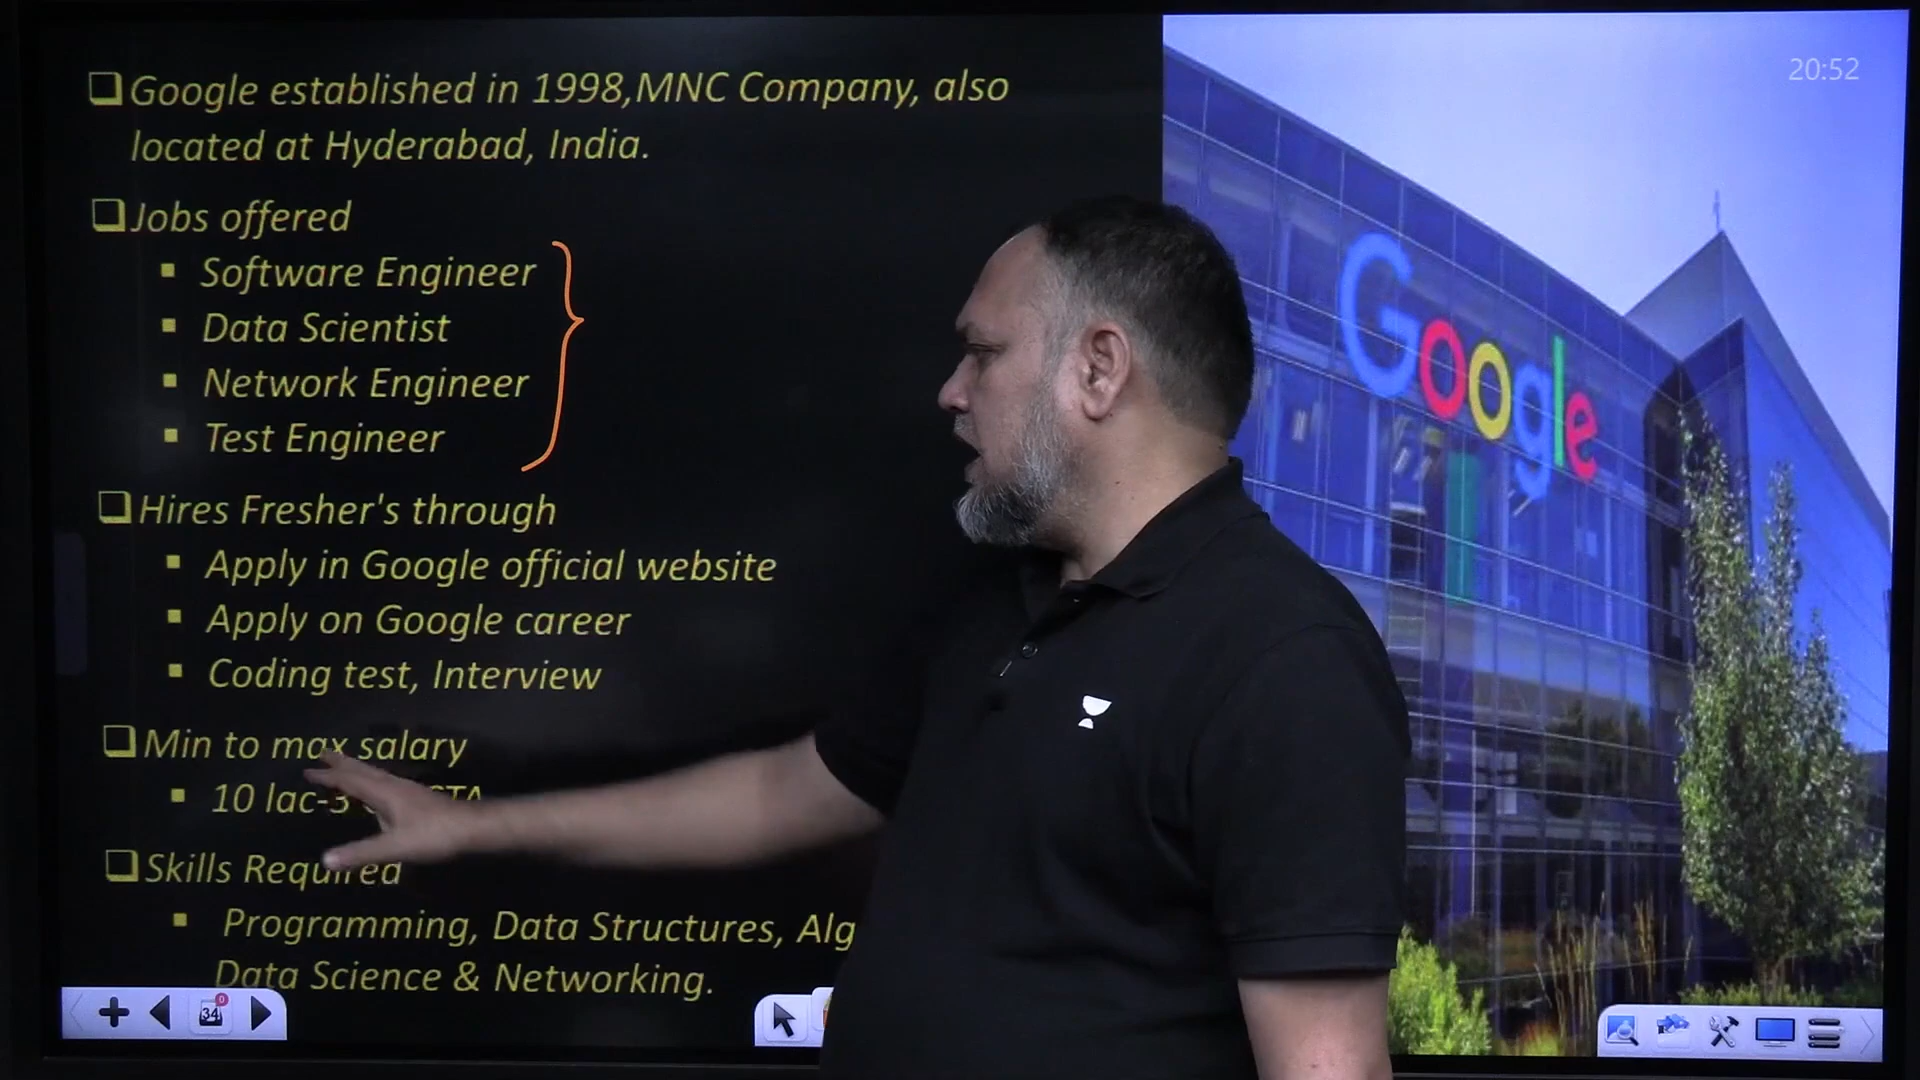 Google established in 1998,MNC Company, also
located at Hyderabad, India.
Jobs offered
Software Engineer
Data Scientist
Network Engineer
Test Engineer
Hires Fresher's through
Apply in Google official website
Apply on Google career
Coding test, Interview
Min to max salary
10 lac-3
Skills Required
Programming, Data Structures, Alg
Data Science & Networking.
20:52
Google
34
0